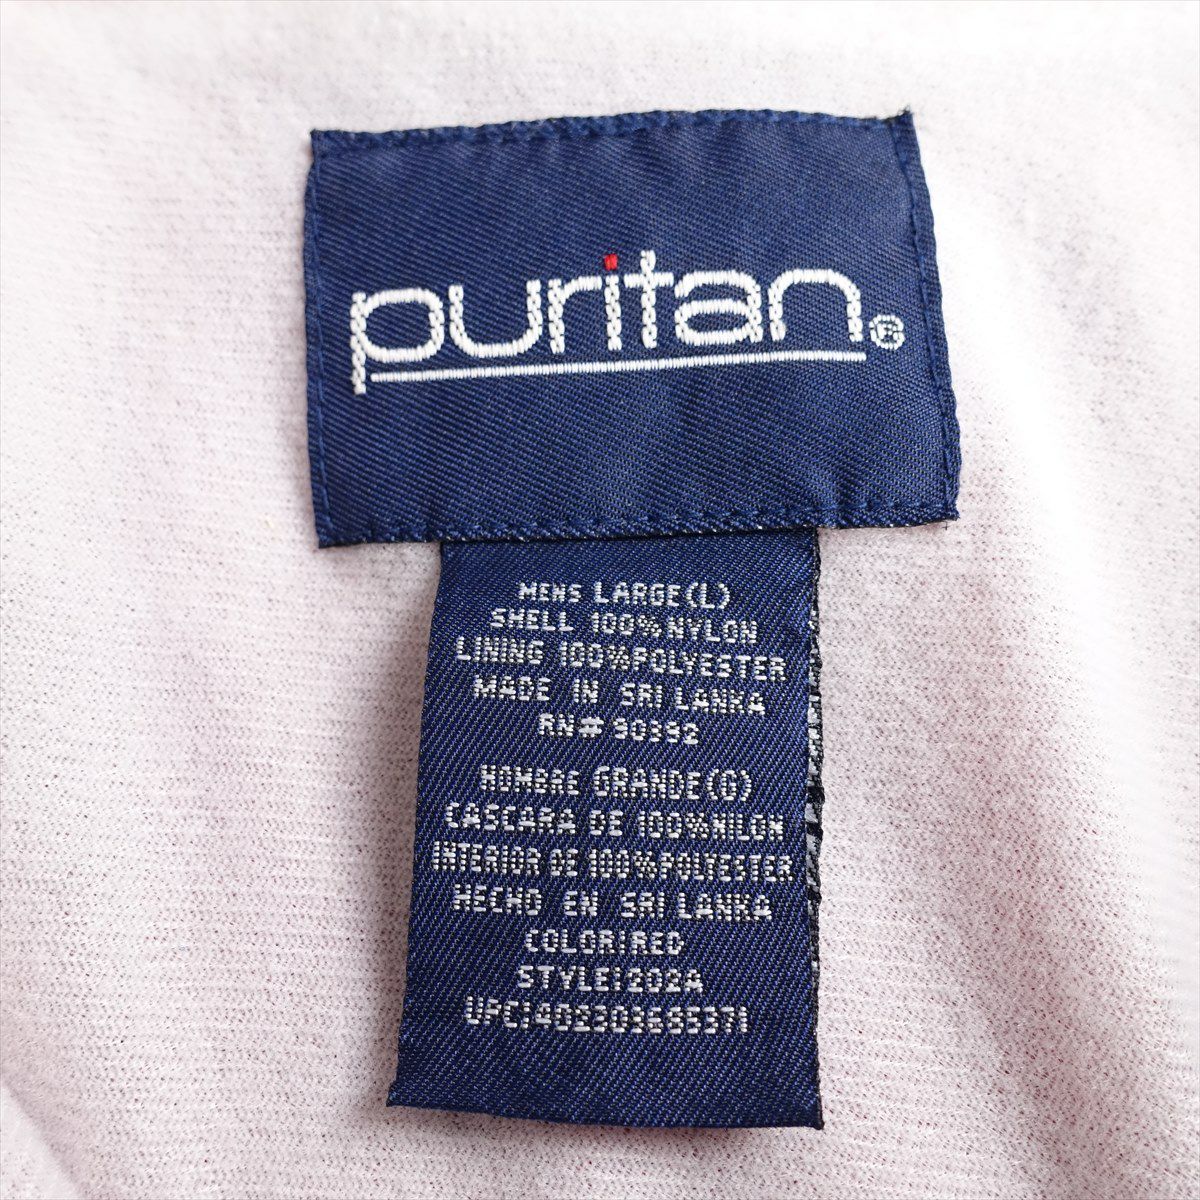 puritan®
MENS LARGE(L)
SHELL 100% NYLON
LINING 100% POLYESTER
MADE IN SRI LANKA
RN# 90392
HOMBRE GRANDE(G)
CASCARA DE 100% NILON
INTERIOR DE 100% POLYESTER
HECHO EN SRI LANKA
COLOR:RED
STYLE:202A